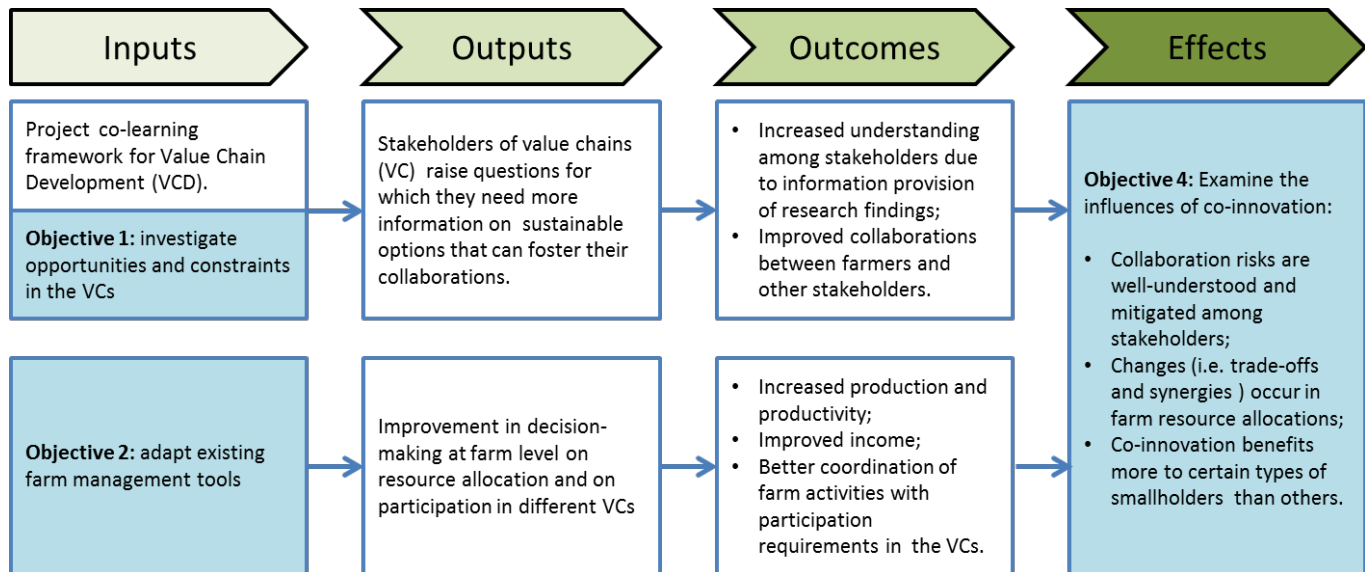 Inputs
Outputs
Outcomes
Effects
Project co-learning
framework for Value Chain
Development (VCD).
Objective 1: investigate
opportunities and constraints
in the VCs
Stakeholders of value chains
(VC) raise questions for
which they need more
information on sustainable
options that can foster their
collaborations.
• Increased understanding
among stakeholders due
to information provision
of research findings;
• Improved collaborations
between farmers and
other stakeholders.
Objective 4: Examine the
influences of co-innovation:
• Collaboration risks are
well-understood and
mitigated among
stakeholders;
• Changes (i.e. trade-offs
and synergies ) occur in
farm resource allocations;
• Co-innovation benefits
more to certain types of
smallholders than others.
Objective 2: adapt existing
farm management tools
Improvement in decision-
making at farm level on
resource allocation and on
participation in different VCs
• Increased production and
productivity;
• Improved income;
• Better coordination of
farm activities with
participation
requirements in the VCs.